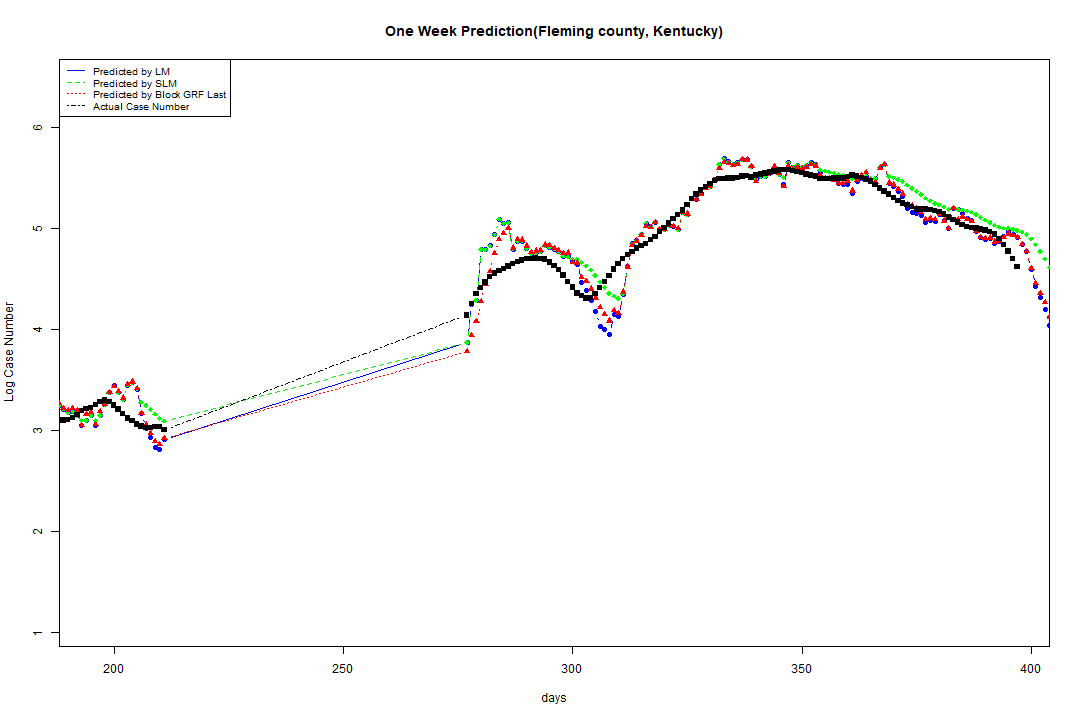 One Week Prediction(Fleming county, Kentucky)
Predicted by LM
Predicted by SLM
Predicted by Block GRF Last
Actual Case Number
Log Case Number
6
5
4
3
2
1
200 250 300 350 400
days